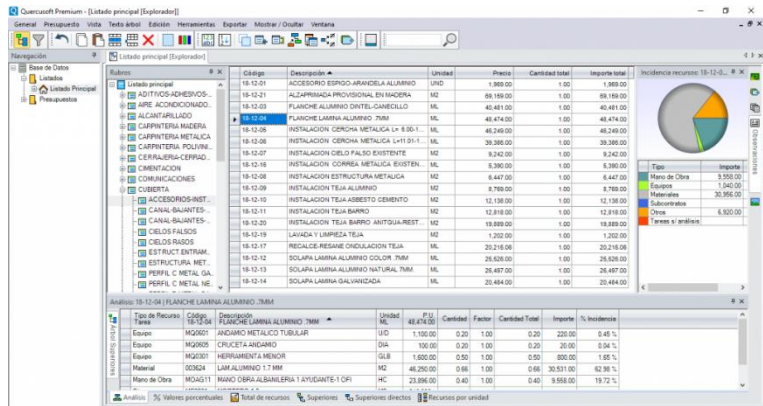 Quercusoft Premium - [Listado principal [Explorador]]
General Presupuesto Vista Texto árbol Edición Herramientas Exportar Mostrar / Ocultar Ventana
Navegación
Listado principal [Explorador]
Base de Datos
Listados
Listado Principal
Presupuestos
Rubros
Listado principal
ADITIVOS-ADHESIVOS-...
AIRE ACONDICIONADO...
ALCANTARILLADO
CARPINTERIA MADERA
CARPINTERIA METALICA
CARPINTERIA POLIVINI...
CERRAJERIA-CERRAD...
CIMENTACION
COMUNICACIONES
CUBIERTA
ACCESORIOS-INST...
CANAL-BAJANTES-...
CANAL-BAJANTES-...
CIELOS FALSOS
CIELOS RASOS
ESTRUCT.ENTRAM...
ESTRUCTURA MET...
PERFIL C METAL GA...
PERFIL C METAL NE...
Código Descripción Unidad Precio Cantidad total Importe total
18-12-01 ACCESORIO ESPIGO-ARANDELA ALUMINIO UND 1,989.00 1.00 1,989.00
18-12-21 ALZAPRIMADA PROVISIONAL EN MADERA M2 69,159.00 1.00 69,159.00
18-12-03 FLANCHE ALUMINIO DINTEL-CANECILLO ML 40,481.00 1.00 40,481.00
18-12-04 FLANCHE LAMINA ALUMINIO .7MM ML 48,474.00 1.00 48,474.00
18-12-05 INSTALACION CERCHA METALICA L= 6.00-1... ML 46,249.00 1.00 46,249.00
18-12-06 INSTALACION CERCHA METALICA L=11.01-1... ML 39,385.00 1.00 39,385.00
18-12-07 INSTALACION CIELO FALSO EXISTENTE M2 9,242.00 1.00 9,242.00
18-12-16 INSTALACION CORREA METALICA EXISTEN... ML 5,390.00 1.00 5,390.00
18-12-08 INSTALACION ESTRUCTURA METALICA M2 6,447.00 1.00 6,447.00
18-12-09 INSTALACION TEJA ALUMINIO M2 8,769.00 1.00 8,769.00
18-12-10 INSTALACION TEJA ASBESTO CEMENTO M2 12,138.00 1.00 12,138.00
18-12-11 INSTALACION TEJA BARRO M2 12,818.00 1.00 12,818.00
18-12-20 INSTALACION TEJA BARRO ANITGUA-REST... M2 19,889.00 1.00 19,889.00
18-12-19 LAVADA Y LIMPIEZA TEJA M2 1,202.00 1.00 1,202.00
18-12-17 RECALCE-RESANE ONDULACION TEJA ML 20,216.06 1.00 20,216.06
18-12-12 SOLAPA LAMINA ALUMINIO COLOR .7MM ML 28,526.00 1.00 28,526.00
18-12-13 SOLAPA LAMINA ALUMINIO NATURAL .7MM ML 26,497.00 1.00 26,497.00
18-12-14 SOLAPA LAMINA GALVANIZADA ML 20,484.00 1.00 20,484.00
Incidencia recursos: 18-12-0...
Tipo Importe
Mano de Obra 9,558.00
Equipos 1,040.00
Materiales 30,956.00
Subcontratos
Otros 6,920.00
Tareas s/ análisis
Observaciones
Análisis: 18-12-04 | FLANCHE LAMINA ALUMINIO .7MM
Árbol Superiores
Tipo de Recurso Código Descripción Unidad P.U. Cantidad Factor Cantidad Total Importe % Incidencia
Tarea 18-12-04 FLANCHE LAMINA ALUMINIO .7MM ML 48,474.00
Equipo MQ0601 ANDAMIO METALICO TUBULAR U/D 1,100.00 0.20 1.00 0.20 220.00 0.45 %
Equipo MQ0605 CRUCETA ANDAMIO DIA 100.00 0.20 1.00 0.20 20.00 0.04 %
Equipo MQ0301 HERRAMIENTA MENOR GLB 1,600.00 0.50 1.00 0.50 800.00 1.65 %
Material 003624 LAM.ALUMINIO 1.7 MM M2 46,250.00 0.66 1.00 0.66 30,531.00 62.98 %
Mano de Obra MOAG11 MANO OBRA ALBANILERIA 1 AYUDANTE-1 OFI HC 23,896.00 0.40 1.00 0.40 9,558.00 19.72 %
Análisis % Valores porcentuales Total de recursos Superiores Superiores directos Recursos por unidad